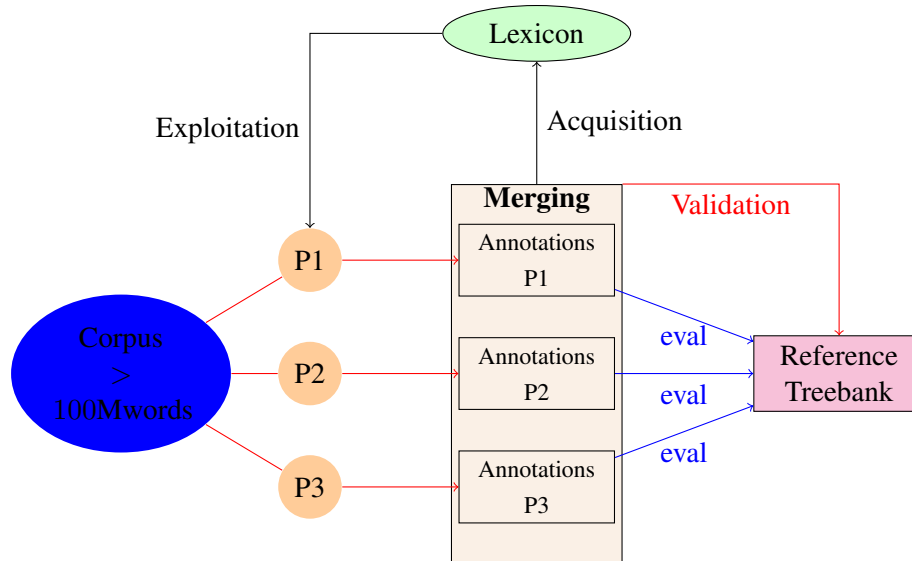 Lexicon
Exploitation
Acquisition
Merging
Validation
Annotations
P1
P1
eval
Corpus
>
100Mwords
P2
Annotations
P2
eval
Reference
Treebank
P3
Annotations
P3
eval